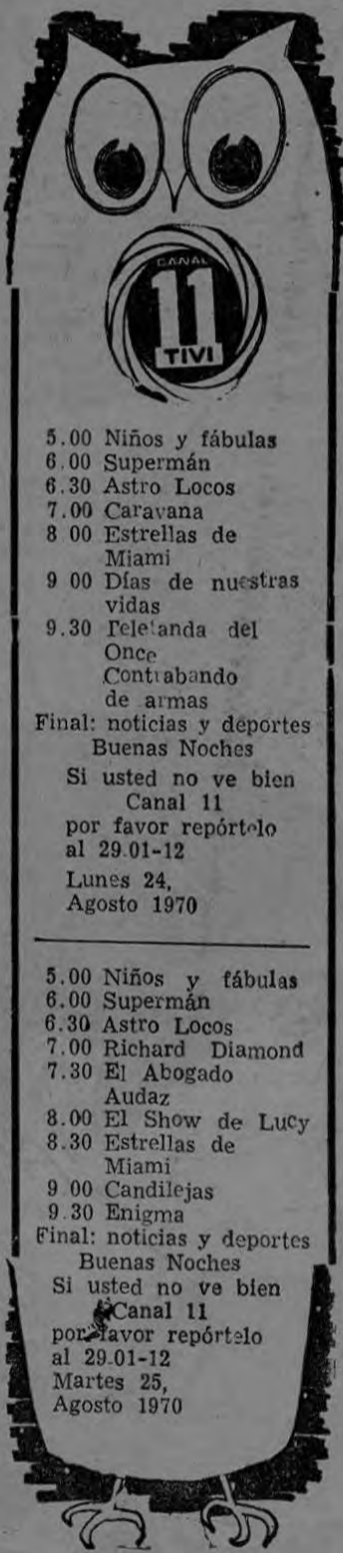 CANAL
11
TIVI
5.00 Niños y fábulas
6.00 Supermán
6.30 Astro Locos
7.00 Caravana
8 00 Estrellas de
Miami
9 00 Días de nuestras
vidas
9.30 Teletanda del
Once
Contrabando
de armas
Final: noticias y deportes
Buenas Noches
Si usted no ve bien
Canal 11
por favor repórtelo
al 29.01-12
Lunes 24,
Agosto 1970
5.00 Niños y fábulas
6.00 Supermán
6.30 Astro Locos
7.00 Richard Diamond
7.30 El Abogado
Audaz
8.00 El Show de Lucy
8.30 Estrellas de
Miami
9 00 Candilejas
9.30 Enigma
Final: noticias y deportes
Buenas Noches
Si usted no ve bien
Canal 11
por favor repórtelo
al 29.01-12
Martes 25,
Agosto 1970